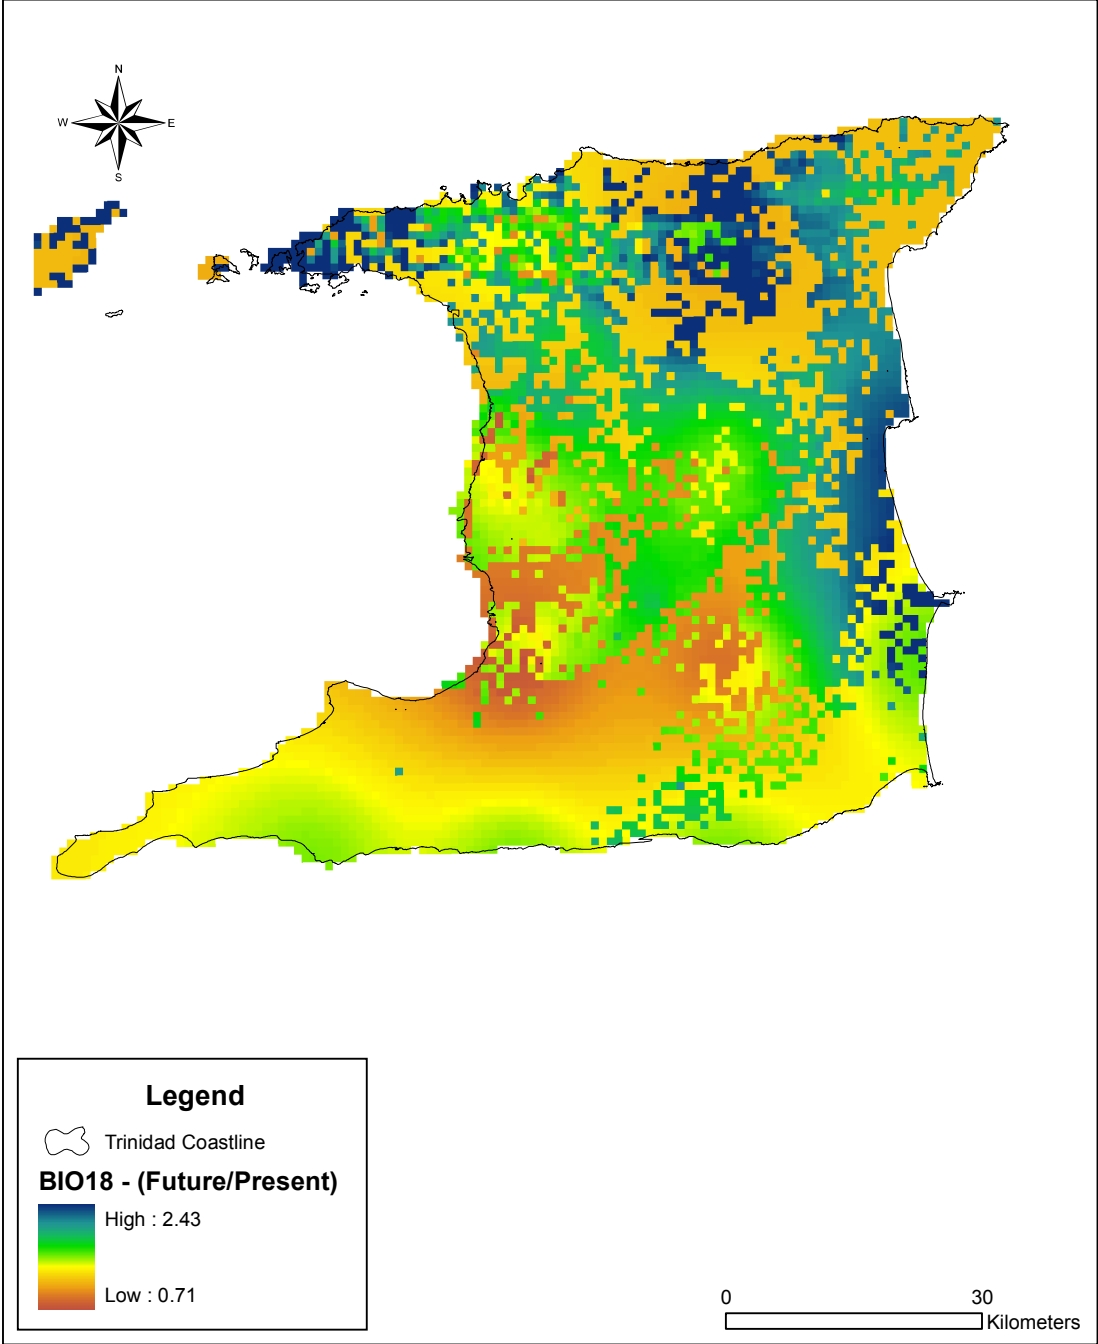 N
W E
S
Legend
Trinidad Coastline
BIO18 - (Future/Present)
High : 2.43
Low : 0.71
0 30
Kilometers